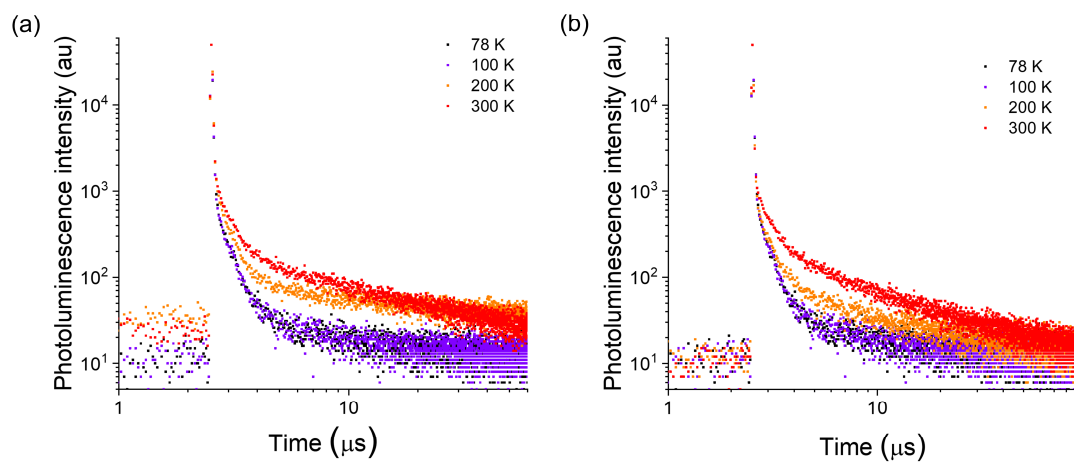 (a)
Photoluminescence intensity (au)
10⁴
10³
10²
10¹
78 K
100 K
200 K
300 K
1
10
Time (μs)
(b)
Photoluminescence intensity (au)
10⁴
10³
10²
10¹
78 K
100 K
200 K
300 K
1
10
Time (μs)